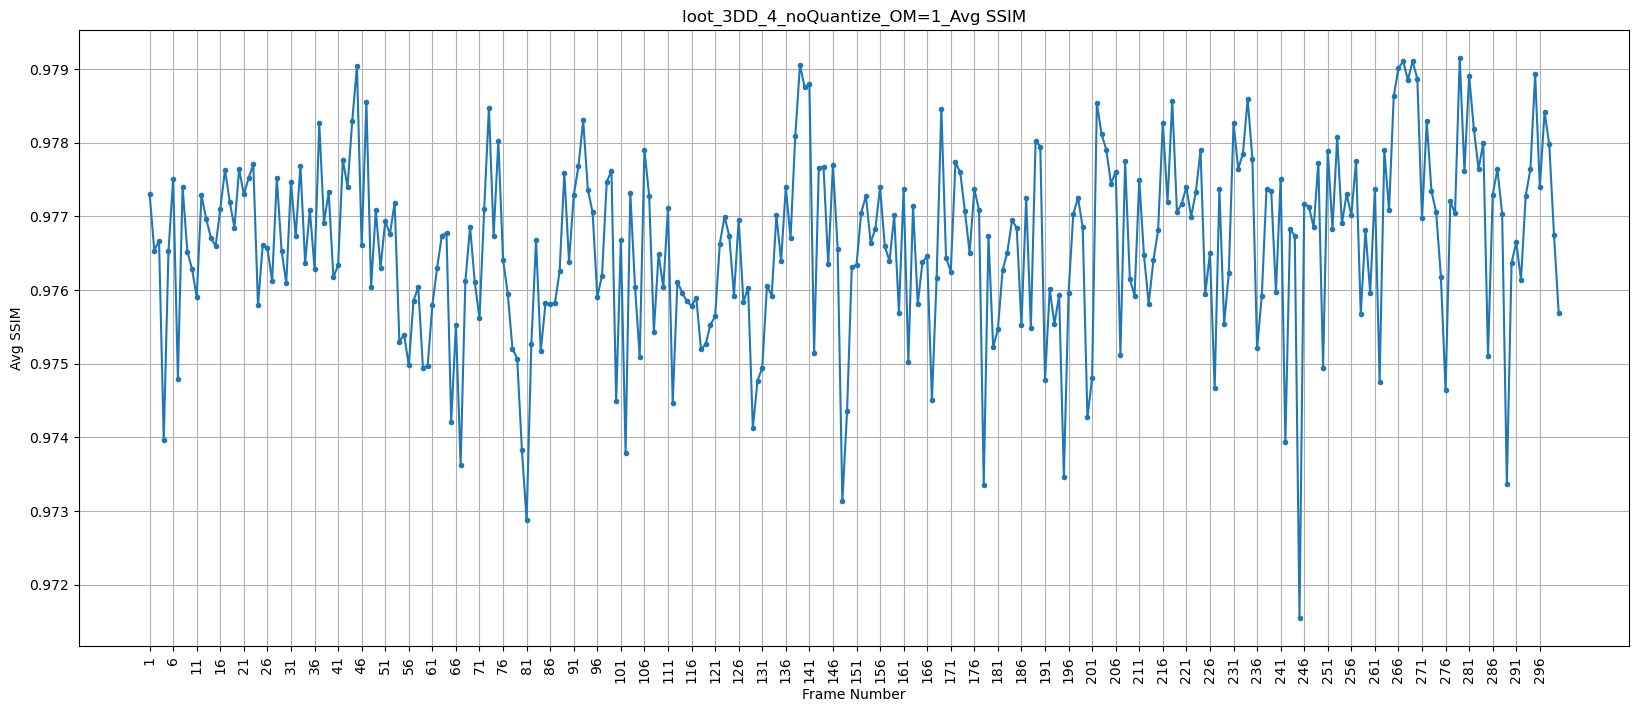 loot_3DD_4_noQuantize_OM=1_Avg SSIM
0.979
0.978
0.977
0.976
0.975
0.974
0.973
0.972
Avg SSIM
1 6 11 16 21 26 31 36 41 46 51 56 61 66 71 76 81 86 91 96 101 106 111 116 121 126 131 136 141 146 151 156 161 166 171 176 181 186 191 196 201 206 211 216 221 226 231 236 241 246 251 256 261 266 271 276 281 286 291 296
Frame Number